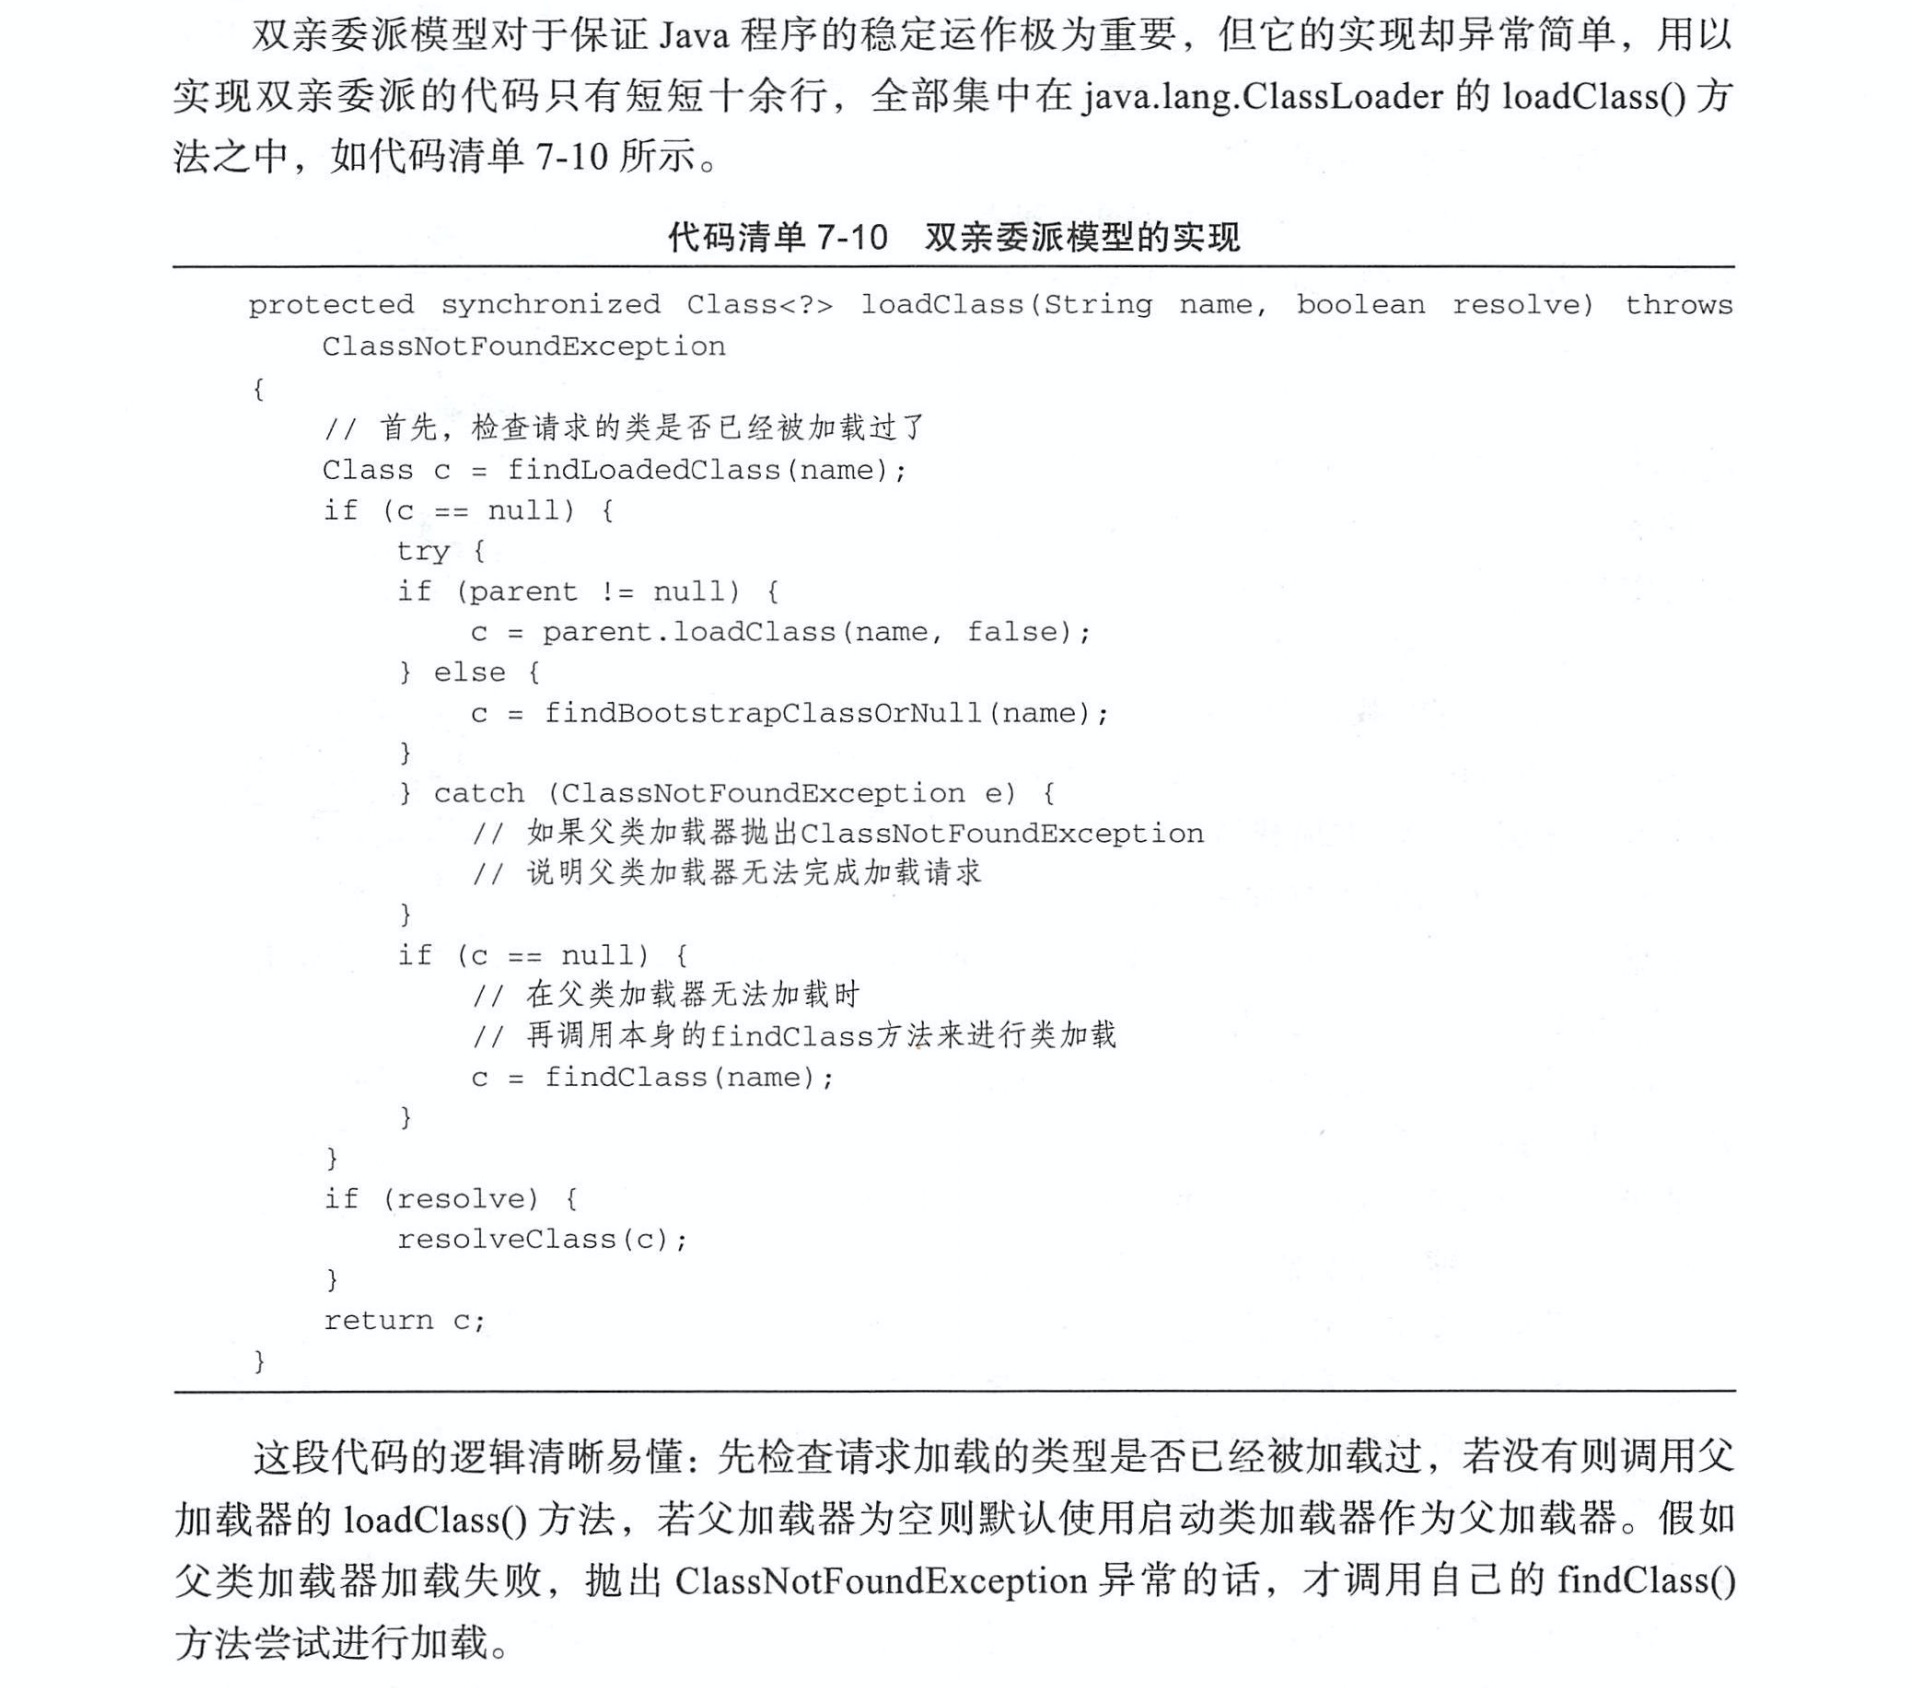 双亲委派模型对于保证 Java 程序的稳定运作极为重要，但它的实现却异常简单，用以
实现双亲委派的代码只有短短十余行，全部集中在 java.lang.ClassLoader 的 loadClass() 方
法之中，如代码清单 7-10 所示。
代码清单 7-10　双亲委派模型的实现
protected synchronized Class<?> loadClass(String name, boolean resolve) throws
    ClassNotFoundException
{
    // 首先，检查请求的类是否已经被加载过了
    Class c = findLoadedClass(name);
    if (c == null) {
        try {
        if (parent != null) {
            c = parent.loadClass(name, false);
        } else {
            c = findBootstrapClassOrNull(name);
        }
        } catch (ClassNotFoundException e) {
            // 如果父类加载器抛出ClassNotFoundException
            // 说明父类加载器无法完成加载请求
        }
        if (c == null) {
            // 在父类加载器无法加载时
            // 再调用本身的findClass方法来进行类加载
            c = findClass(name);
        }
    }
    if (resolve) {
        resolveClass(c);
    }
    return c;
}
这段代码的逻辑清晰易懂：先检查请求加载的类型是否已经被加载过，若没有则调用父
加载器的 loadClass() 方法，若父加载器为空则默认使用启动类加载器作为父加载器。假如
父类加载器加载失败，抛出 ClassNotFoundException 异常的话，才调用自己的 findClass()
方法尝试进行加载。